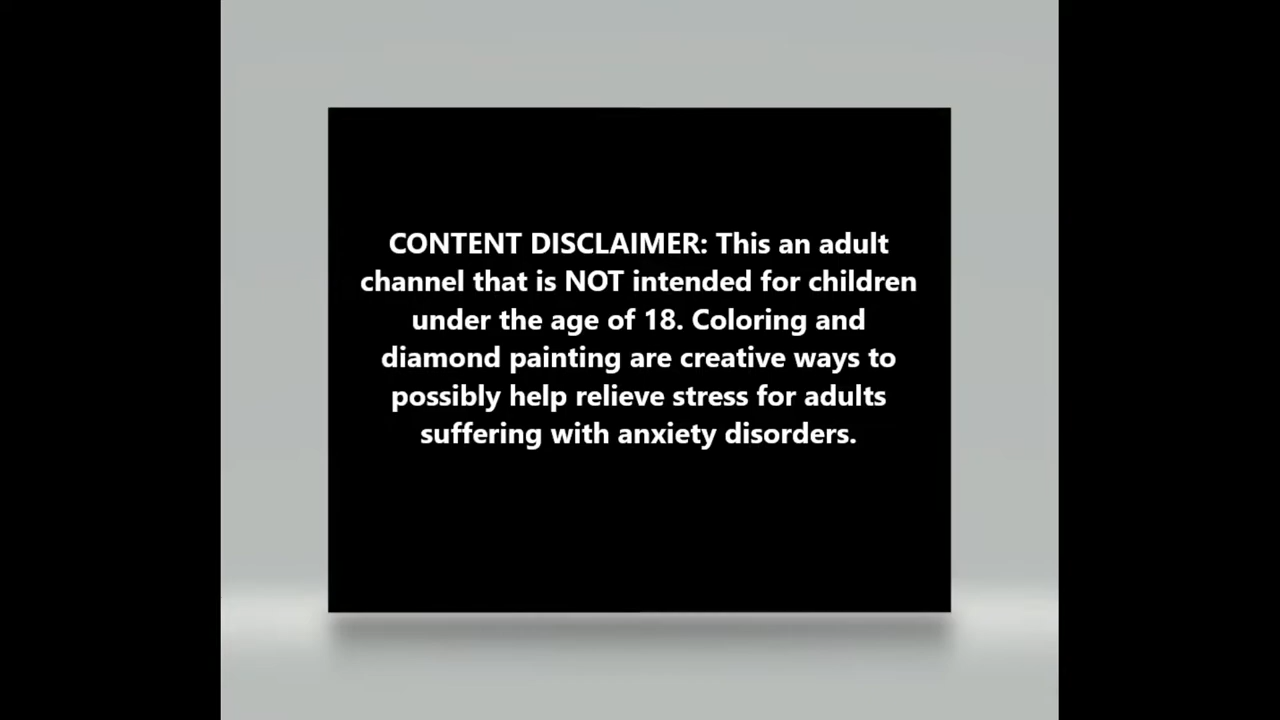 CONTENT DISCLAIMER: This an adult
channel that is NOT intended for children
under the age of 18. Coloring and
diamond painting are creative ways to
possibly help relieve stress for adults
suffering with anxiety disorders.